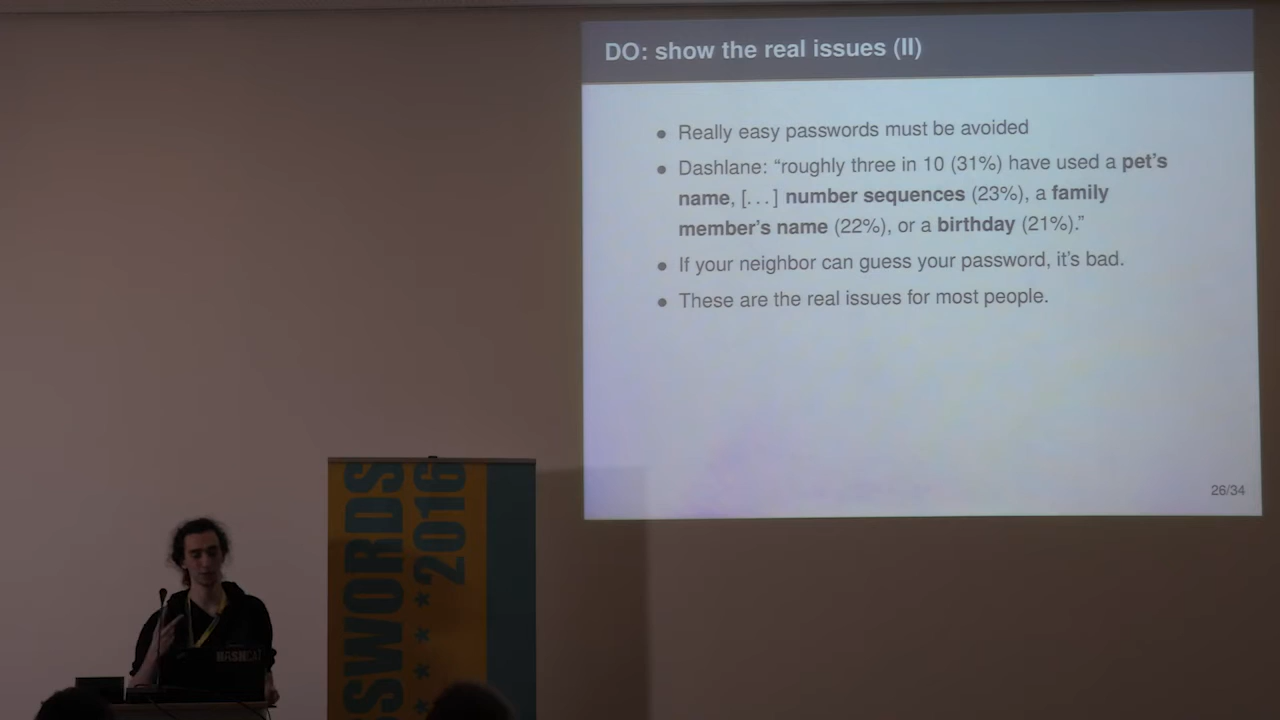 DO: show the real issues (II)
• Really easy passwords must be avoided
• Dashlane: “roughly three in 10 (31%) have used a pet's
name, [...] number sequences (23%), a family
member's name (22%), or a birthday (21%).”
• If your neighbor can guess your password, it's bad.
• These are the real issues for most people.
26/34
SSWORDS
2016
****
HASHCAT